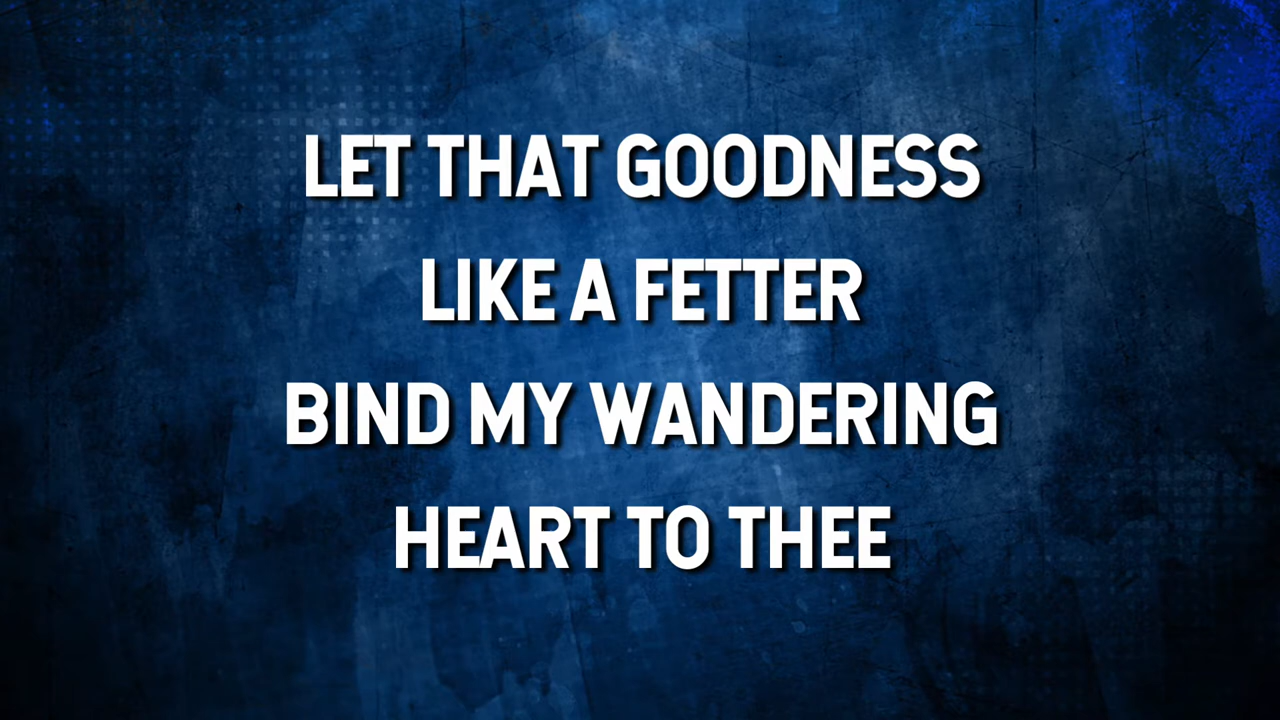 LET THAT GOODNESS
LIKE A FETTER
BIND MY WANDERING
HEART TO THEE